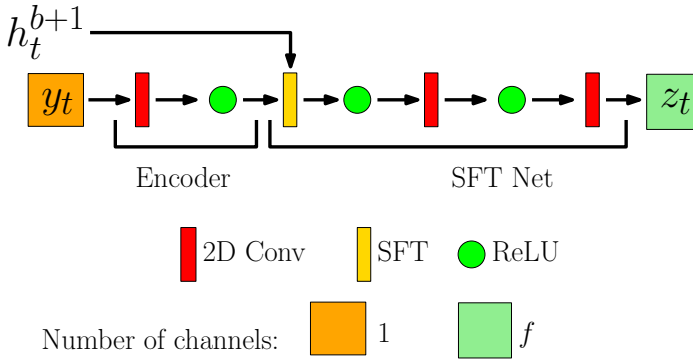 h_t^{b+1}
y_t z_t
Encoder SFT Net
2D Conv SFT ReLU
Number of channels: 1 f